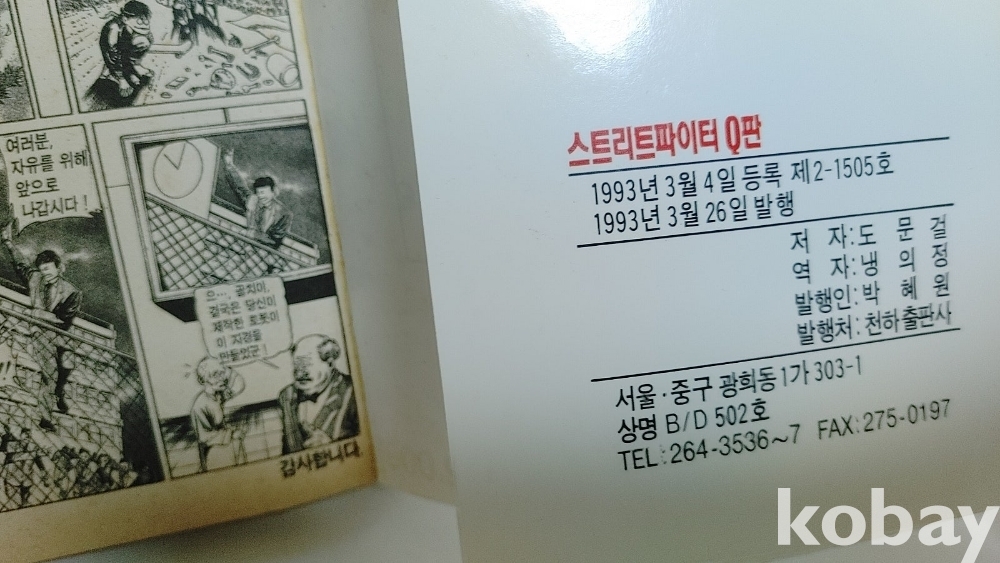 여러분,
자유를 위해
앞으로
나갑시다!
으…, 골치야.
결국은 당신이
제작한 로봇이
이 지경을
만들었군!
감사합니다.
스트리트파이터 Q판
1993년 3월 4일 등록 제2-1505호
1993년 3월 26일 발행
저 자:도 문 걸
역 자:냉 의 정
발행인:박 혜 원
발행처:천하출판사
서울·중구 광희동1가 303-1
상명 B/D 502호
TEL:264-3536~7 FAX:275-0197
kobay